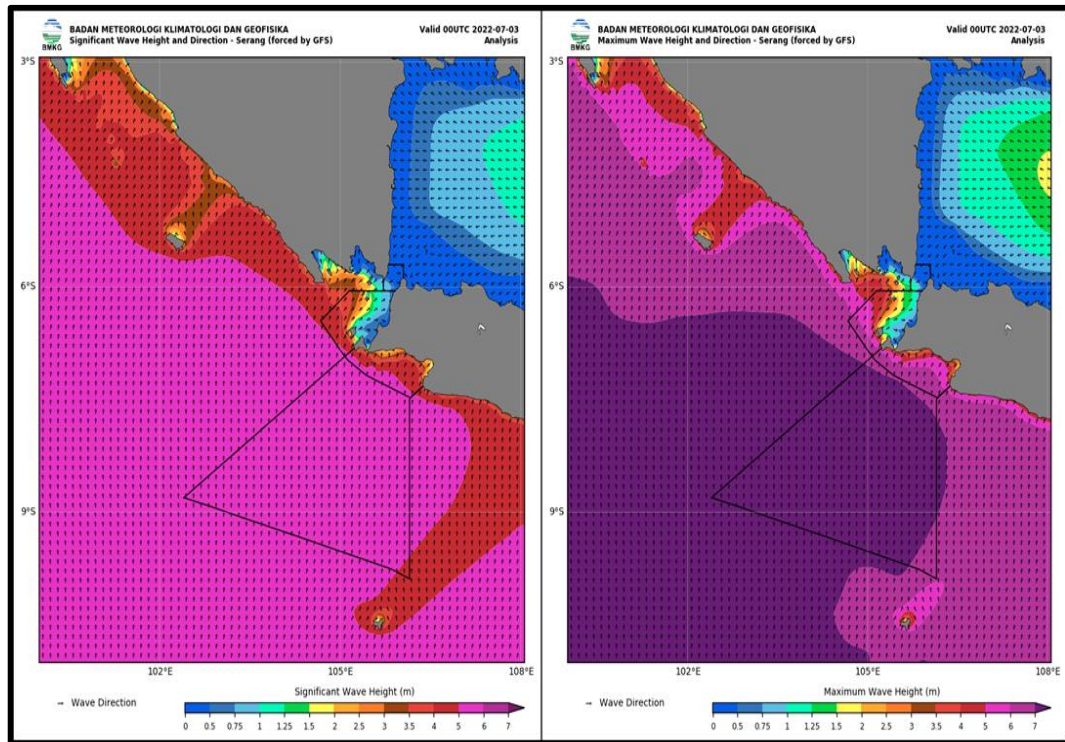 BMKG
BADAN METEOROLOGI KLIMATOLOGI DAN GEOFISIKA
Significant Wave Height and Direction - Serang (forced by GFS)
Valid 00UTC 2022-07-03
Analysis
3°S
6°S
9°S
102°E 105°E 108°E
Wave Direction
Significant Wave Height (m)
0 0.5 0.75 1 1.25 1.5 2 2.5 3 3.5 4 5 6 7
BMKG
BADAN METEOROLOGI KLIMATOLOGI DAN GEOFISIKA
Maximum Wave Height and Direction - Serang (forced by GFS)
Valid 00UTC 2022-07-03
Analysis
3°S
6°S
9°S
102°E 105°E 108°E
Wave Direction
Maximum Wave Height (m)
0 0.5 0.75 1 1.25 1.5 2 2.5 3 3.5 4 5 6 7